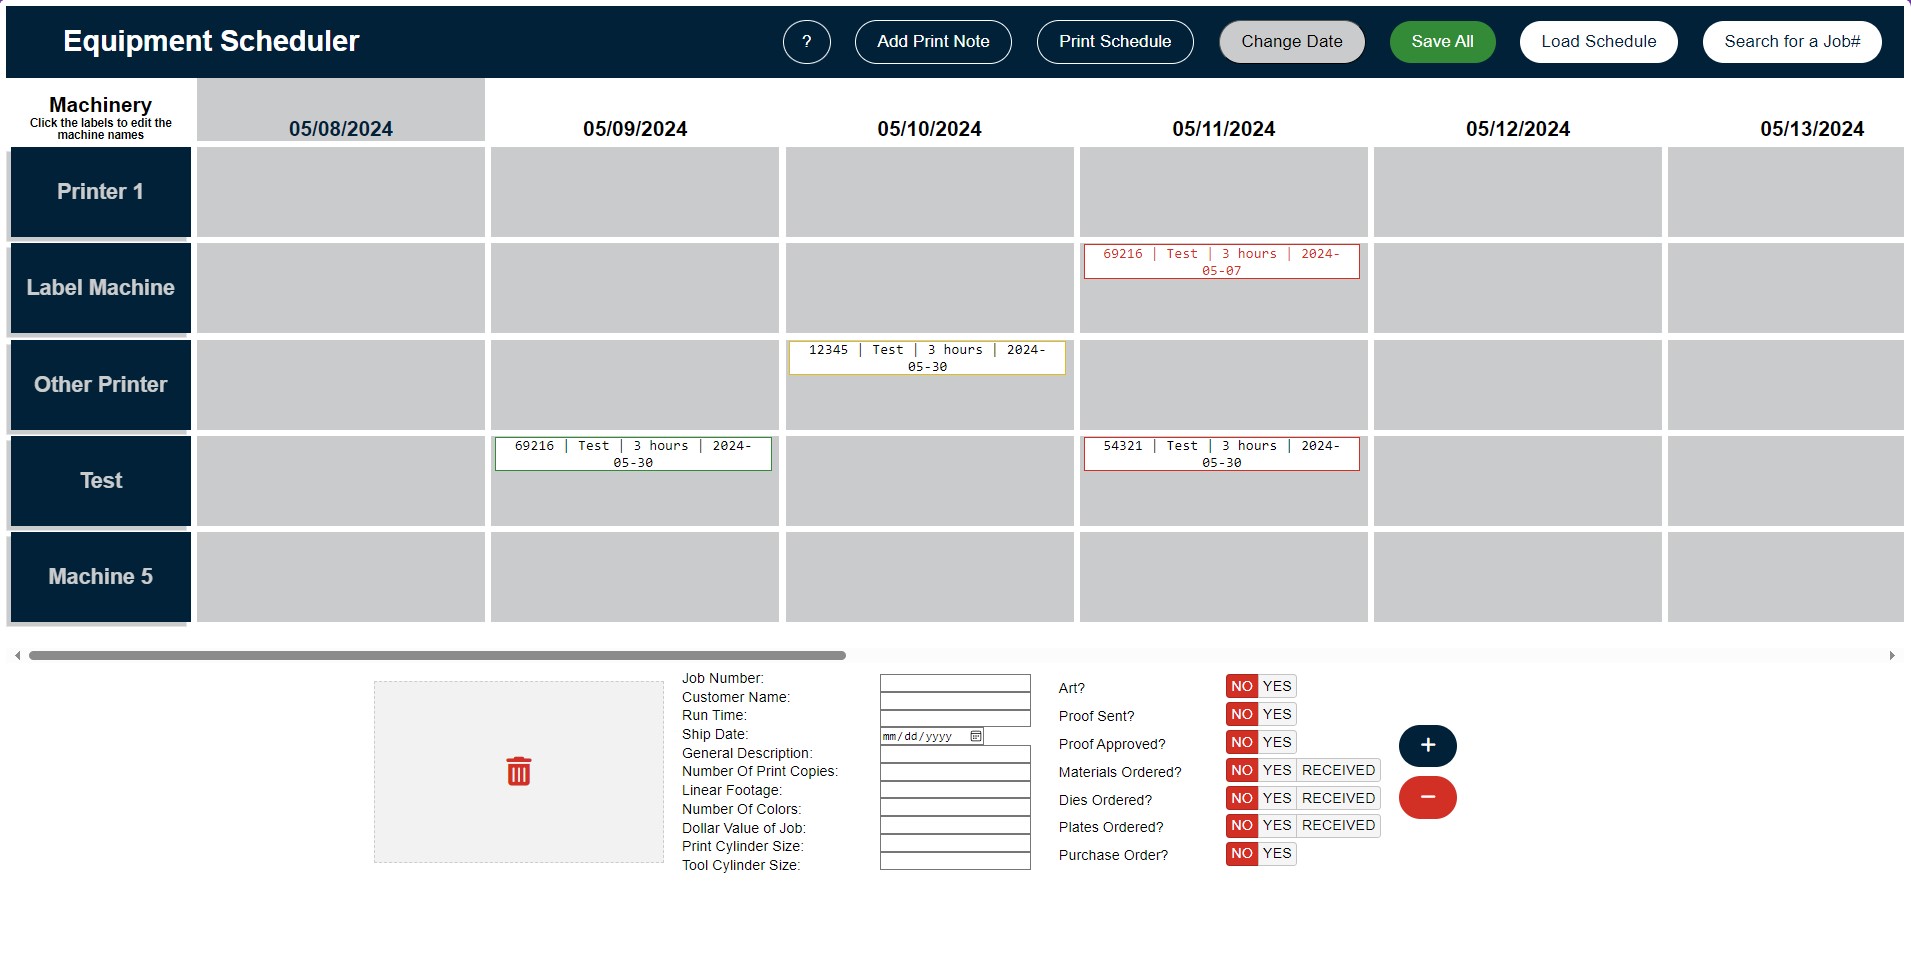 Equipment Scheduler
?
Add Print Note
Print Schedule
Change Date
Save All
Load Schedule
Search for a Job#
Machinery
Click the labels to edit the
machine names
05/08/2024
05/09/2024
05/10/2024
05/11/2024
05/12/2024
05/13/2024
Printer 1
Label Machine
69216 | Test | 3 hours | 2024-
05-07
Other Printer
12345 | Test | 3 hours | 2024-
05-30
Test
69216 | Test | 3 hours | 2024-
05-30
54321 | Test | 3 hours | 2024-
05-30
Machine 5
Job Number:
Customer Name:
Run Time:
Ship Date:
mm/dd/yyyy
General Description:
Number Of Print Copies:
Linear Footage:
Number Of Colors:
Dollar Value of Job:
Print Cylinder Size:
Tool Cylinder Size:
Art?
NO YES
Proof Sent?
NO YES
Proof Approved?
NO YES
Materials Ordered?
NO YES RECEIVED
Dies Ordered?
NO YES RECEIVED
Plates Ordered?
NO YES RECEIVED
Purchase Order?
NO YES
+
−